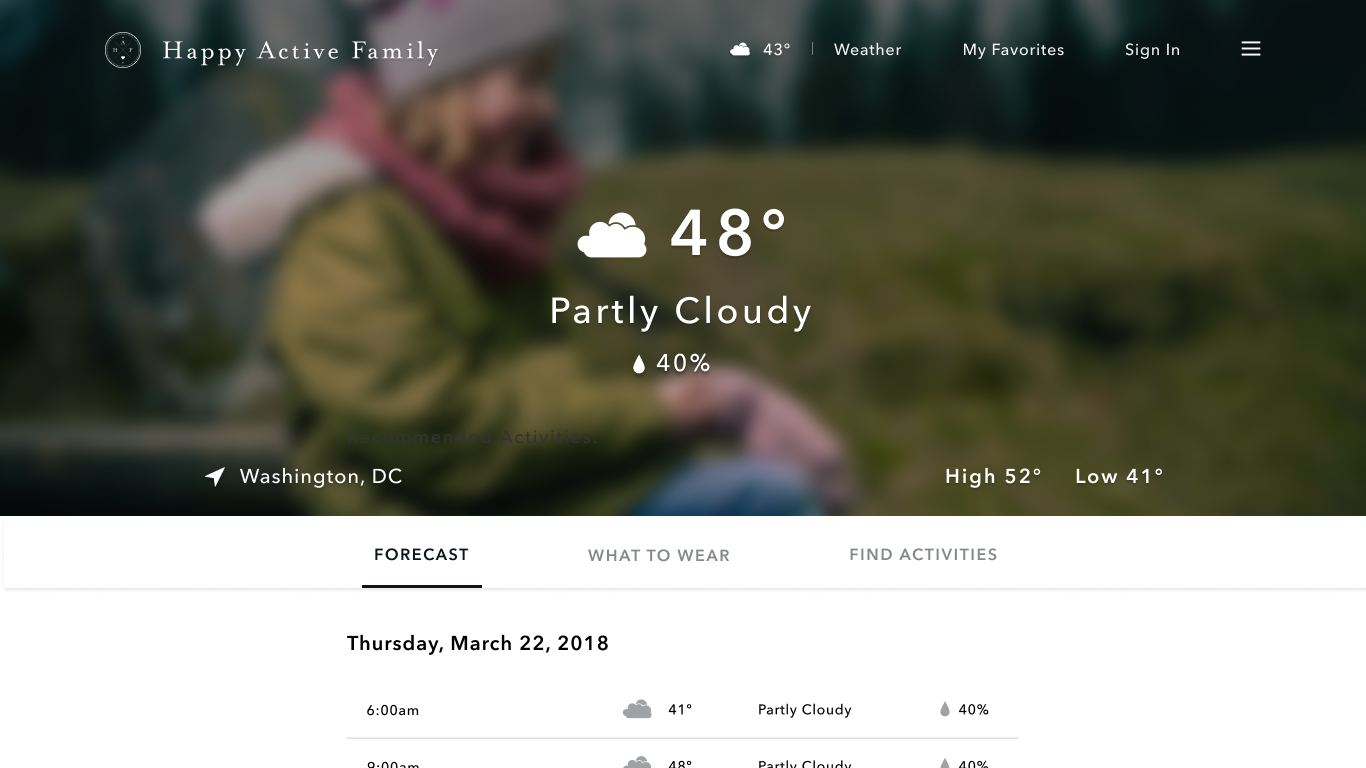 Happy Active Family
43° Weather My Favorites Sign In
48°
Partly Cloudy
40%
Recommended Activities:
Washington, DC
High 52° Low 41°
FORECAST WHAT TO WEAR FIND ACTIVITIES
Thursday, March 22, 2018
6:00am 41° Partly Cloudy 40%
9:00am 48° Partly Cloudy 40%